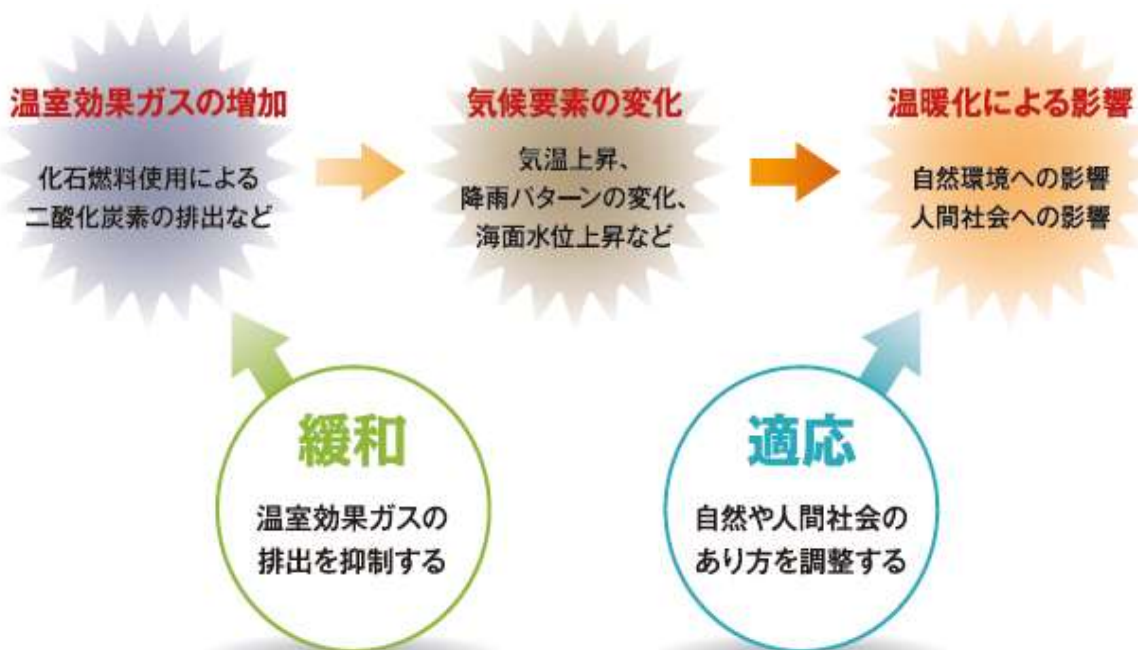 温室効果ガスの増加
化石燃料使用による
二酸化炭素の排出など
気候要素の変化
気温上昇、
降雨パターンの変化、
海面水位上昇など
温暖化による影響
自然環境への影響
人間社会への影響
緩和
温室効果ガスの
排出を抑制する
適応
自然や人間社会の
あり方を調整する